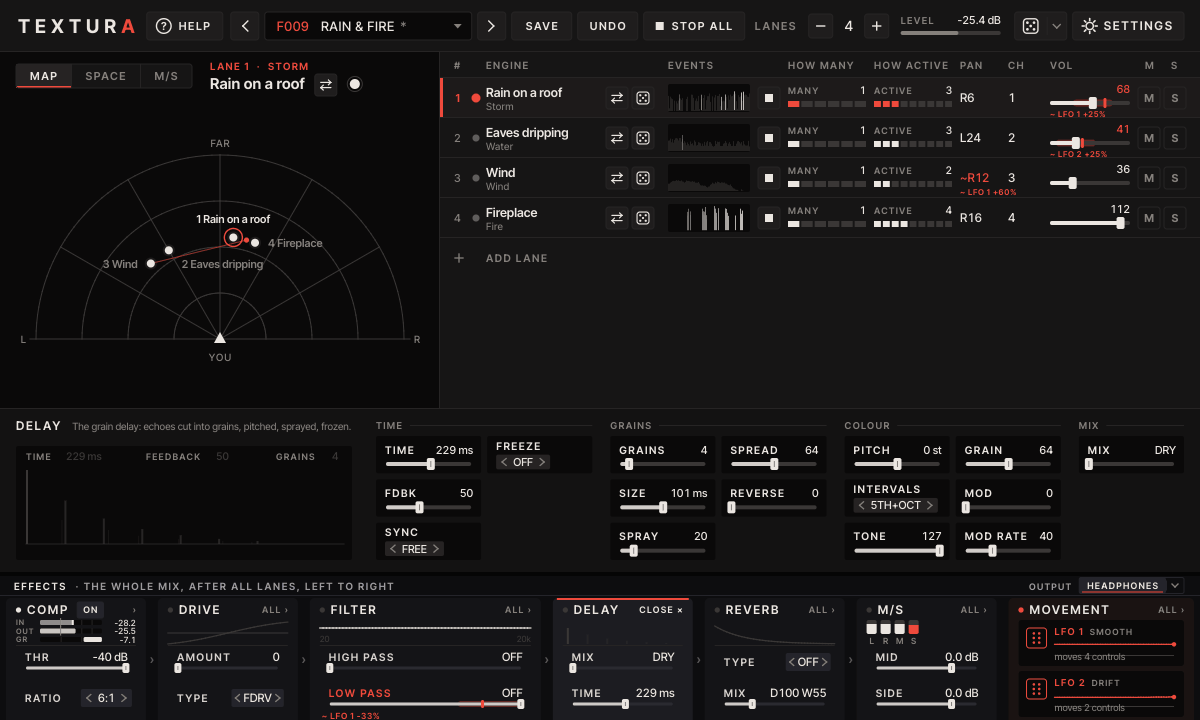 TEXTURA
? HELP
F009 RAIN & FIRE *
SAVE
UNDO
STOP ALL
LANES
4
LEVEL -25.4 dB
SETTINGS
MAP SPACE M/S
LANE 1 · STORM
Rain on a roof
FAR
1 Rain on a roof
4 Fireplace
3 Wind
2 Eaves dripping
L
R
YOU
# ENGINE EVENTS HOW MANY HOW ACTIVE PAN CH VOL M S
1 Rain on a roof MANY 1 ACTIVE 3 R6 1 68 M S
Storm
~ LFO 1 +25%
2 Eaves dripping MANY 1 ACTIVE 3 L24 2 41 M S
Water
~ LFO 2 +25%
3 Wind MANY 1 ACTIVE 2 ~R12 3 36 M S
Wind
~ LFO 1 +60%
4 Fireplace MANY 1 ACTIVE 4 R16 4 112 M S
Fire
+ ADD LANE
DELAY The grain delay: echoes cut into grains, pitched, sprayed, frozen.
TIME 229 ms FEEDBACK 50 GRAINS 4
TIME
TIME 229 ms
FREEZE
< OFF >
FDBK 50
SYNC
< FREE >
GRAINS
GRAINS 4
SPREAD 64
SIZE 101 ms
REVERSE 0
SPRAY 20
COLOUR
PITCH 0 st
GRAIN 64
INTERVALS
< 5TH+OCT >
MOD 0
TONE 127
MOD RATE 40
MIX
MIX DRY
EFFECTS · THE WHOLE MIX, AFTER ALL LANES, LEFT TO RIGHT
OUTPUT HEADPHONES
COMP ON ›
IN -28.2
OUT -25.5
GR -7.1
THR -40 dB
RATIO < 6:1 >
DRIVE ALL ›
AMOUNT 0
TYPE < FDRV >
FILTER ALL ›
20 20k
HIGH PASS OFF
LOW PASS OFF
~ LFO 1 -33%
DELAY CLOSE ×
MIX DRY
TIME 229 ms
REVERB ALL ›
TYPE < OFF >
MIX D100 W55
M/S ALL ›
L R M S
MID 0.0 dB
SIDE 0.0 dB
MOVEMENT ALL ›
LFO 1 SMOOTH
moves 4 controls
LFO 2 DRIFT
moves 2 controls